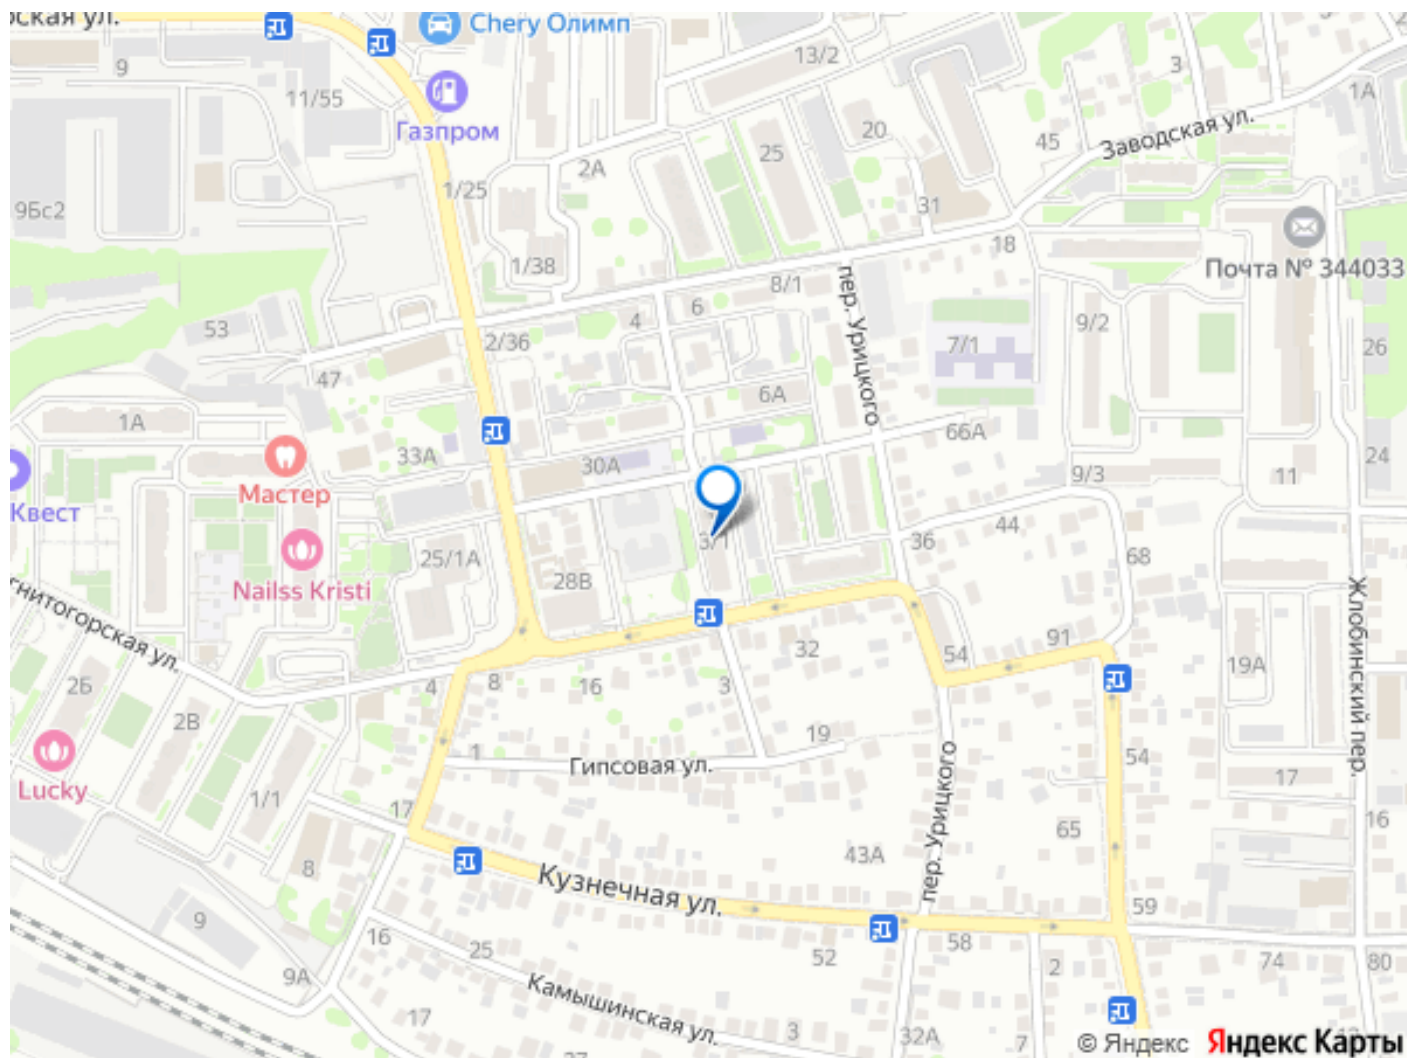 ская ул.
Chery Олимп
9
11/55
13/2
3
1А
Газпром
2А
25
20
45
Заводская ул.
1/25
9Бс2
31
18
Почта № 344033
1/38
8/1
пер. Урицкого
53
2/36
4
6
9/2
7/1
26
47
6А
1А
66А
33А
30А
24
Мастер
9/3
11
Квест
3/1
44
36
68
25/1А
28В
Nailss Kristi
гнитогорская ул.
Жлобинский пер.
32
54
91
19А
2Б
4
8
16
3
2В
19
1
Гипсовая ул.
пер. Урицкого
54
Lucky
1/1
17
17
16
65
43А
8
Кузнечная ул.
59
9
16
25
52
58
2
74
80
9А
Камышинская ул.
17
3
32А
7
© Яндекс Яндекс Карты